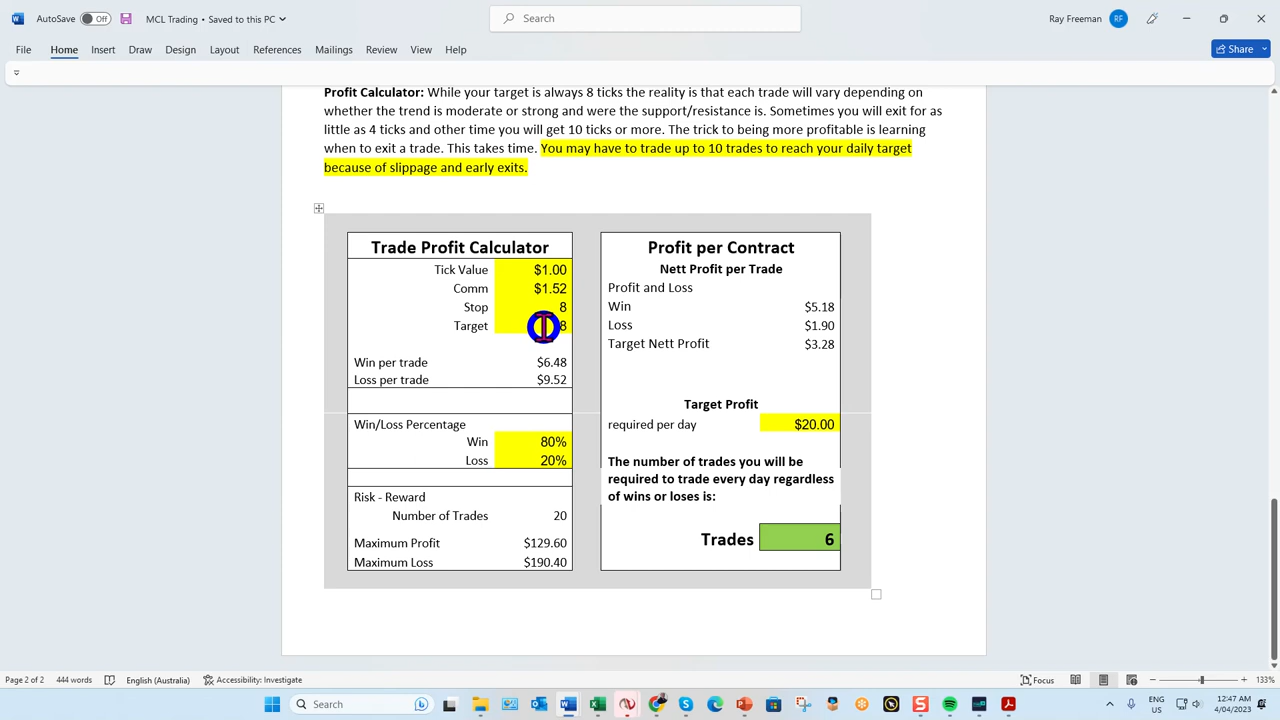 AutoSave Off MCL Trading • Saved to this PC Search Ray Freeman RF
File Home Insert Draw Design Layout References Mailings Review View Help Share
Profit Calculator: While your target is always 8 ticks the reality is that each trade will vary depending on
whether the trend is moderate or strong and were the support/resistance is. Sometimes you will exit for as
little as 4 ticks and other time you will get 10 ticks or more. The trick to being more profitable is learning
when to exit a trade. This takes time. You may have to trade up to 10 trades to reach your daily target
because of slippage and early exits.
Trade Profit Calculator
Tick Value $1.00
Comm $1.52
Stop 8
Target 8
Win per trade $6.48
Loss per trade $9.52
Win/Loss Percentage
Win 80%
Loss 20%
Risk - Reward
Number of Trades 20
Maximum Profit $129.60
Maximum Loss $190.40
Profit per Contract
Nett Profit per Trade
Profit and Loss
Win $5.18
Loss $1.90
Target Nett Profit $3.28
Target Profit
required per day $20.00
The number of trades you will be
required to trade every day regardless
of wins or loses is:
Trades 6
Page 2 of 2 444 words English (Australia) Accessibility: Investigate Focus 133%
Search ENG US 12:47 AM 4/04/2023